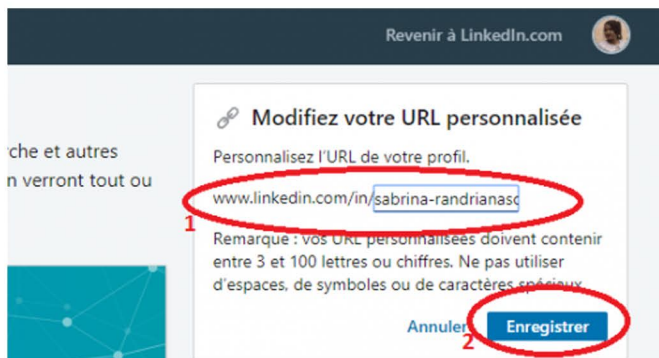 Revenir à LinkedIn.com
Modifiez votre URL personnalisée
Personnalisez l'URL de votre profil.
www.linkedin.com/in/sabrina-randrianasc
1
Remarque : vos URL personnalisées doivent contenir
entre 3 et 100 lettres ou chiffres. Ne pas utiliser
d'espaces, de symboles ou de caractères spéciaux.
Annuler
Enregistrer
2
rche et autres
n verront tout ou